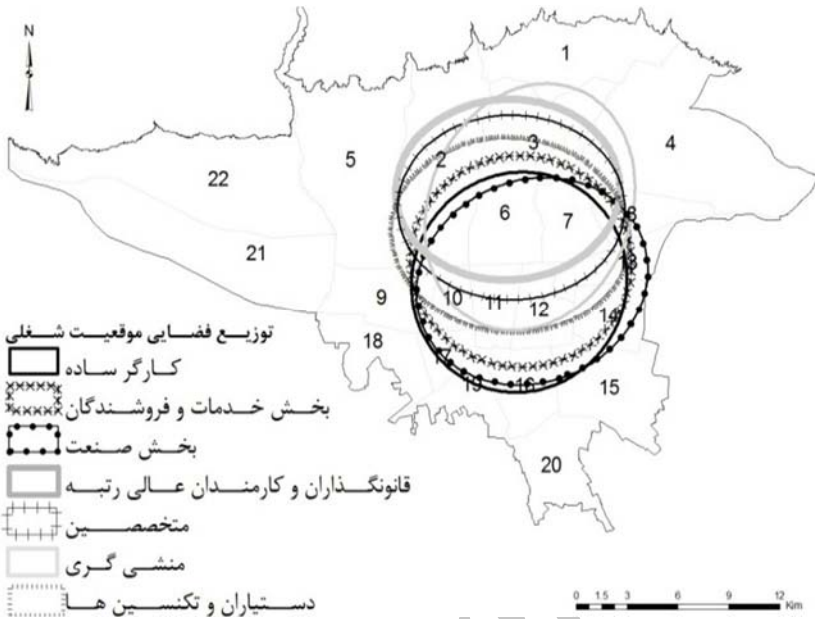 N
1
2
3
4
5
22
6
7
8
21
13
9
10
11
12
14
18
17
19
16
15
20
توزیع فضایی موقعیت شغلی
کارگر ساده
بخش خدمات و فروشندگان
بخش صنعت
قانونگذاران و کارمندان عالی رتبه
متخصصین
منشی گری
دستیاران و تکنسین ها
0 1.5 3 6 9 12
Km